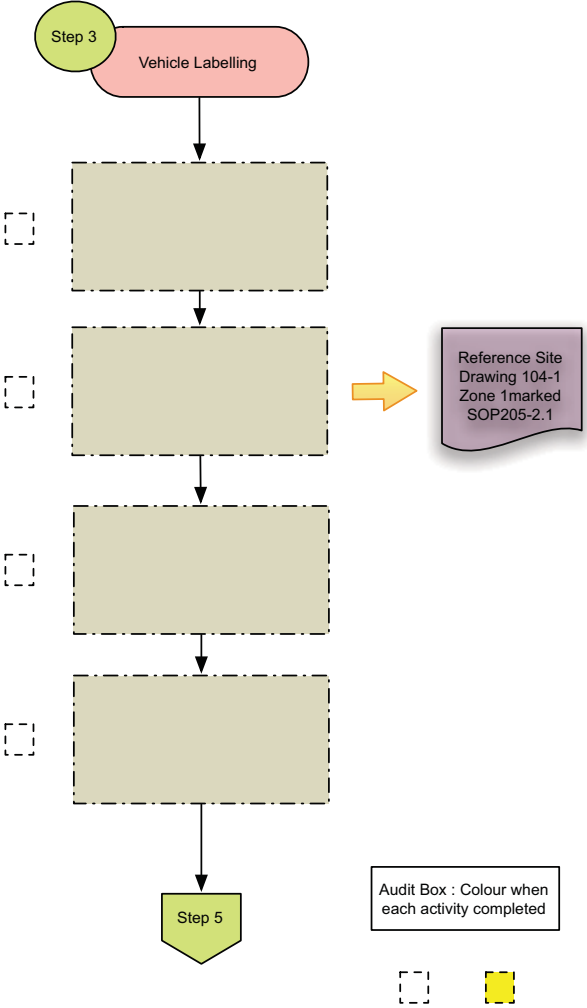 Step 3
Vehicle Labelling
Reference Site
Drawing 104-1
Zone 1marked
SOP205-2.1
Step 5
Audit Box : Colour when
each activity completed